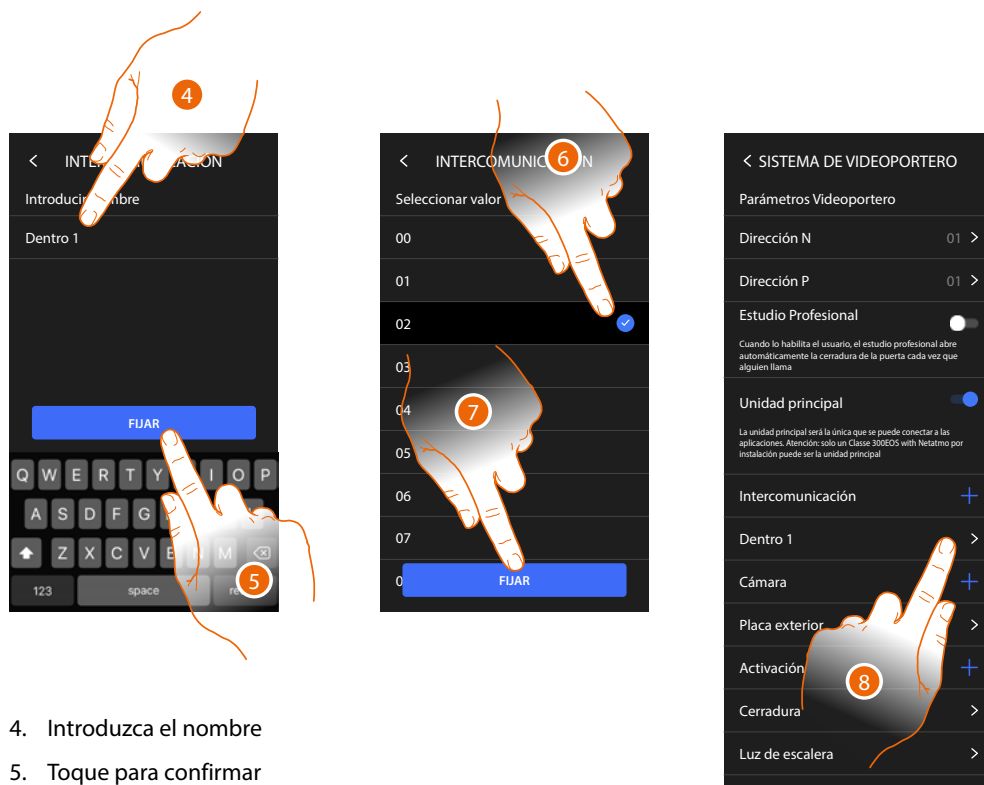 4
INTERCOMUNICACIÓN
Introducir nombre
Dentro 1
FIJAR
Q W E R T Y I O P
A S D F G
Z X C V B N M
123 space
5
6
INTERCOMUNICACIÓN
Seleccionar valor
00
01
02
03
04
7
05
06
07
FIJAR
SISTEMA DE VIDEOPORTERO
Parámetros Videoportero
Dirección N 01
Dirección P 01
Estudio Profesional
Cuando lo habilita el usuario, el estudio profesional abre
automáticamente la cerradura de la puerta cada vez que
alguien llama
Unidad principal
La unidad principal será la única que se puede conectar a las
aplicaciones. Atención: solo un Classe 300EOS with Netatmo por
instalación puede ser la unidad principal
Intercomunicación
Dentro 1
Cámara
Placa exterior
Activación
8
Cerradura
Luz de escalera
4. Introduzca el nombre
5. Toque para confirmar